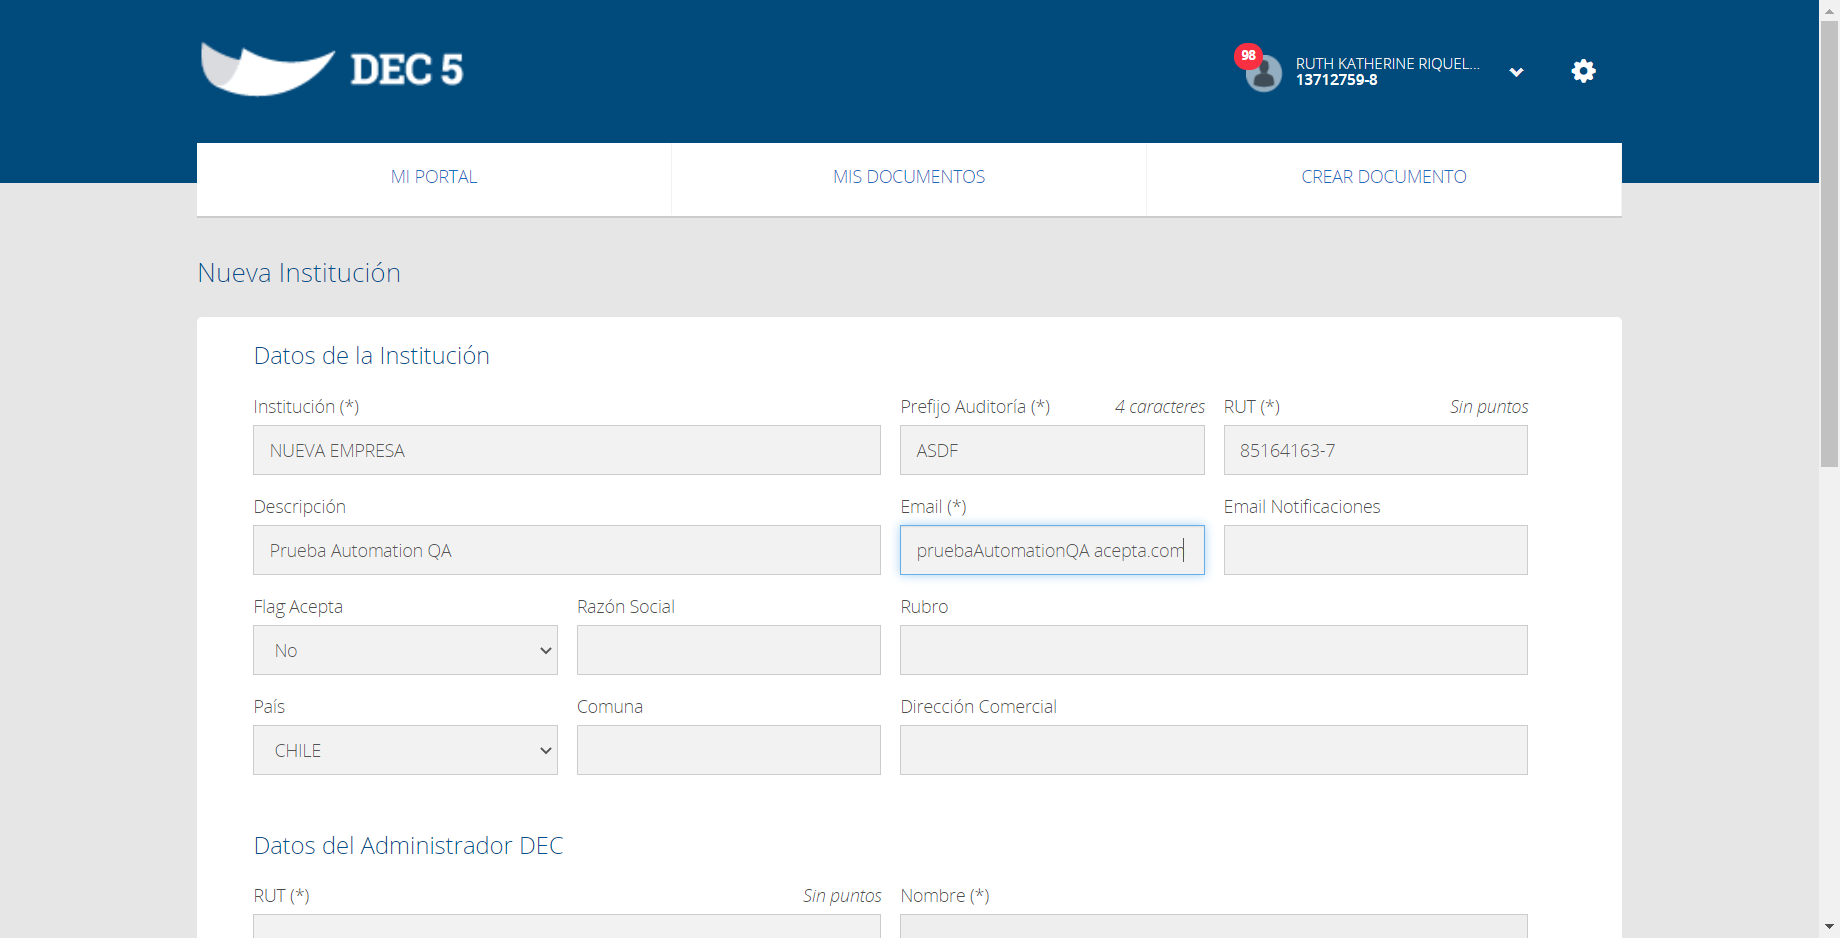 DEC 5
98
RUTH KATHERINE RIQUEL...
13712759-8
MI PORTAL
MIS DOCUMENTOS
CREAR DOCUMENTO
Nueva Institución
Datos de la Institución
Institución (*)
Prefijo Auditoría (*) 4 caracteres
RUT (*) Sin puntos
NUEVA EMPRESA
ASDF
85164163-7
Descripción
Email (*)
Email Notificaciones
Prueba Automation QA
pruebaAutomationQA acepta.com
Flag Acepta
Razón Social
Rubro
No
País
Comuna
Dirección Comercial
CHILE
Datos del Administrador DEC
RUT (*) Sin puntos
Nombre (*)